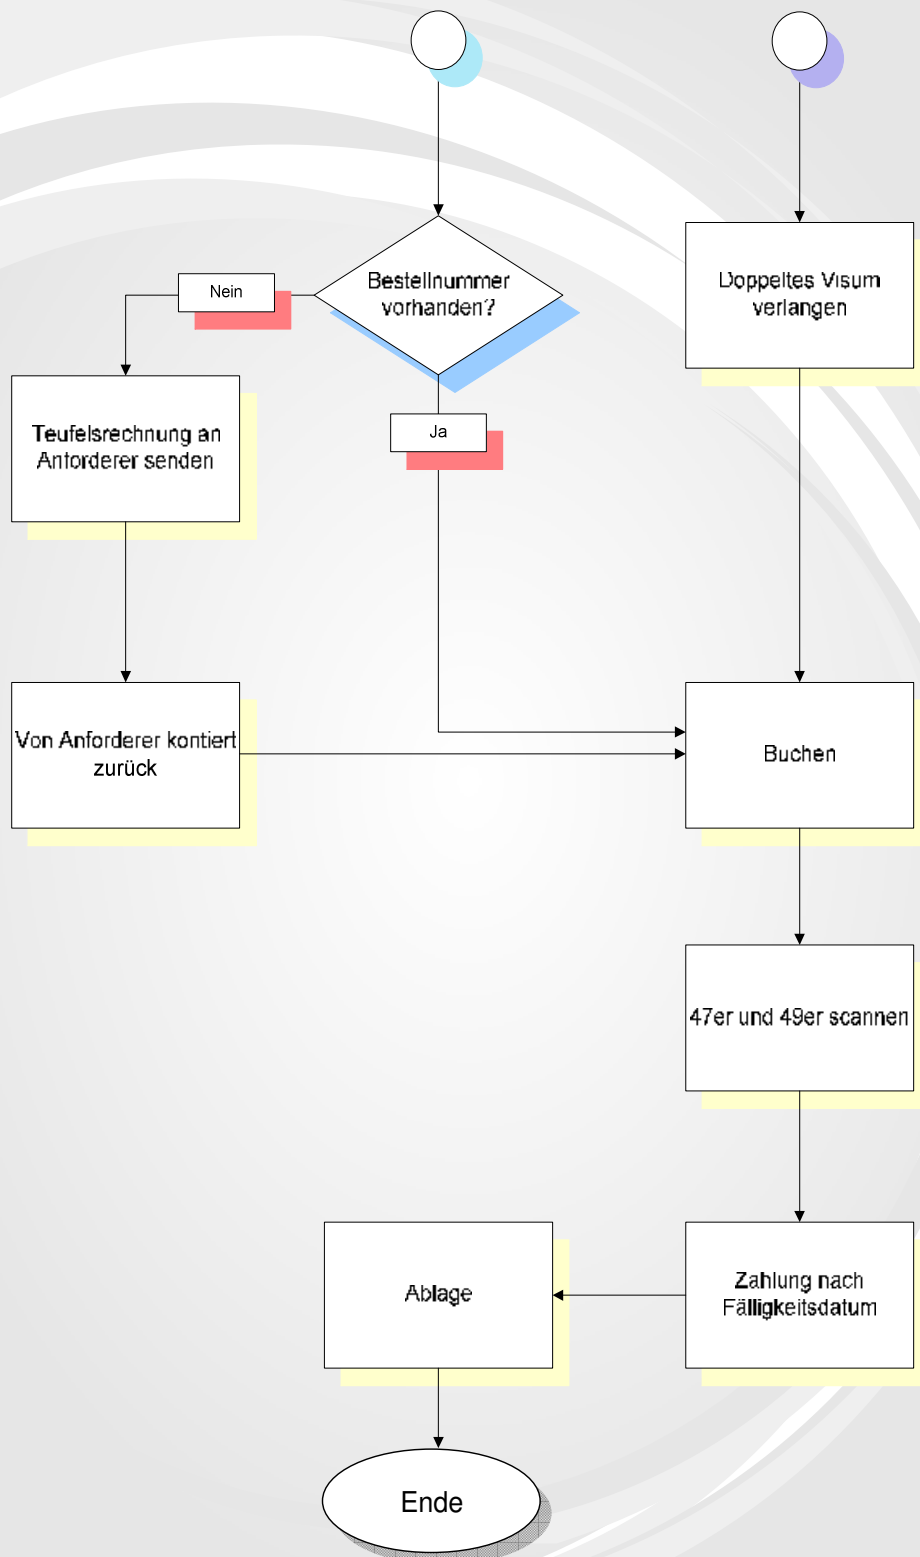 Bestellnummer
vorhanden?
Doppeltes Visum
verlangen
Nein
Teufelsrechnung an
Anforderer senden
Ja
Von Anforderer kontiert
zurück
Buchen
47er und 49er scannen
Ablage
Zahlung nach
Fälligkeitsdatum
Ende